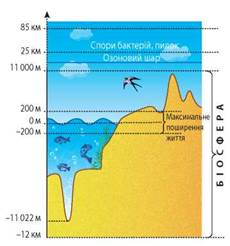 85 км
Спори бактерій, пилок
25 км
Озоновий шар
11 000 м
200 м
0 м
−200 м
Максимальне
поширення
життя
БІОСФЕРА
−11 022 м
−12 км